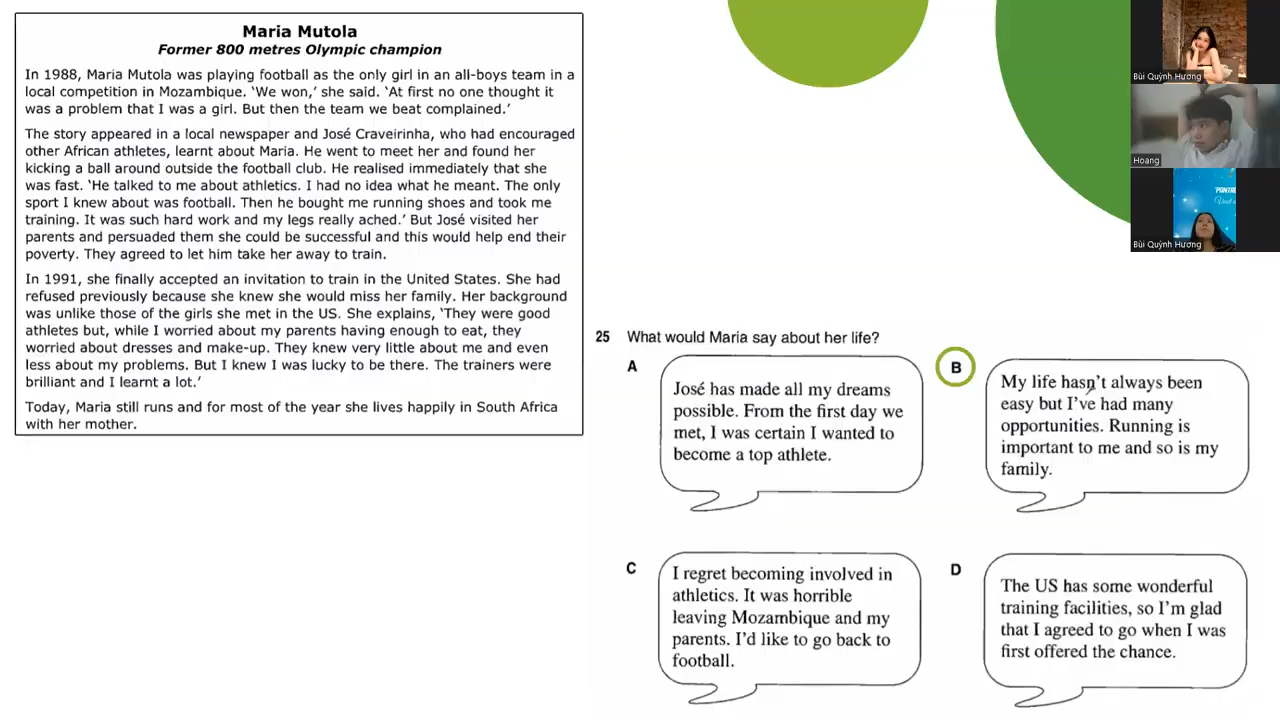 Maria Mutola
Former 800 metres Olympic champion
In 1988, Maria Mutola was playing football as the only girl in an all-boys team in a
local competition in Mozambique. ‘We won,’ she said. ‘At first no one thought it
was a problem that I was a girl. But then the team we beat complained.’
The story appeared in a local newspaper and José Craveirinha, who had encouraged
other African athletes, learnt about Maria. He went to meet her and found her
kicking a ball around outside the football club. He realised immediately that she
was fast. ‘He talked to me about athletics. I had no idea what he meant. The only
sport I knew about was football. Then he bought me running shoes and took me
training. It was such hard work and my legs really ached.’ But José visited her
parents and persuaded them she could be successful and this would help end their
poverty. They agreed to let him take her away to train.
In 1991, she finally accepted an invitation to train in the United States. She had
refused previously because she knew she would miss her family. Her background
was unlike those of the girls she met in the US. She explains, ‘They were good
athletes but, while I worried about my parents having enough to eat, they
worried about dresses and make-up. They knew very little about me and even
less about my problems. But I knew I was lucky to be there. The trainers were
brilliant and I learnt a lot.’
Today, Maria still runs and for most of the year she lives happily in South Africa
with her mother.
25 What would Maria say about her life?
A
José has made all my dreams
possible. From the first day we
met, I was certain I wanted to
become a top athlete.
B
My life hasn’t always been
easy but I’ve had many
opportunities. Running is
important to me and so is my
family.
C
I regret becoming involved in
athletics. It was horrible
leaving Mozambique and my
parents. I’d like to go back to
football.
D
The US has some wonderful
training facilities, so I’m glad
that I agreed to go when I was
first offered the chance.
Bùi Quỳnh Hương
Hoang
Bùi Quỳnh Hương